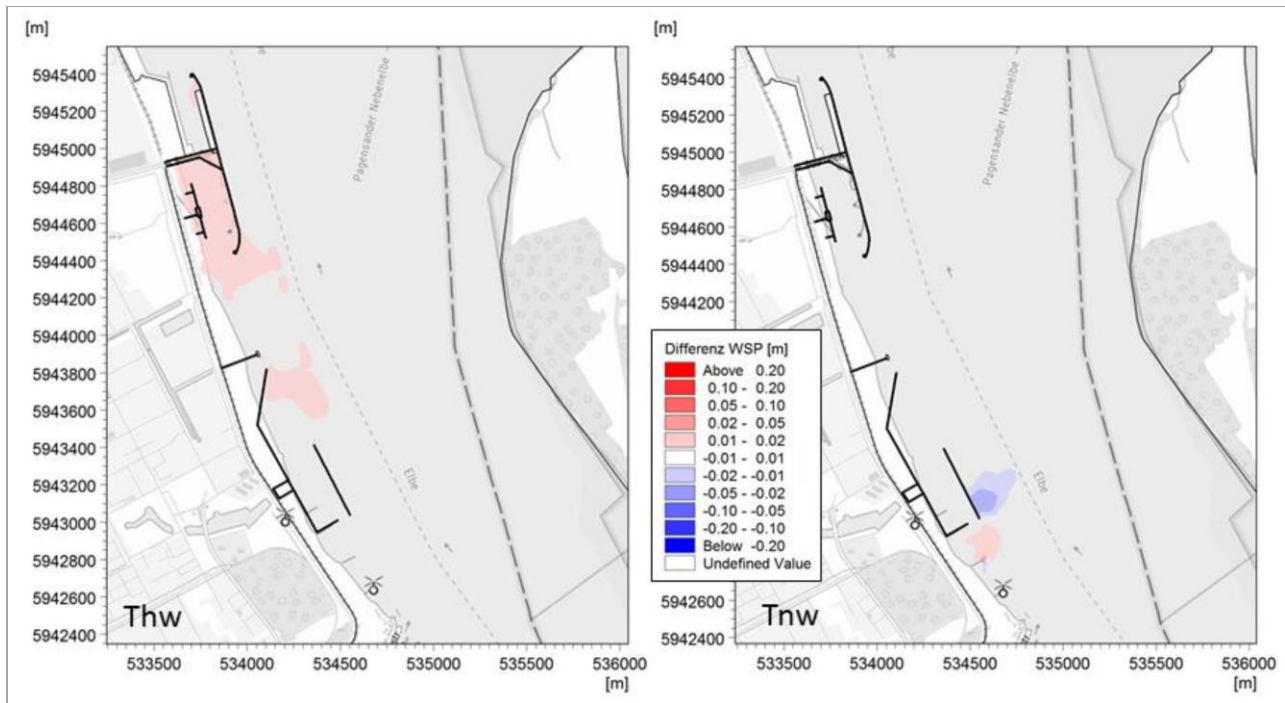 [m]
5945400
5945200
5945000
5944800
5944600
5944400
5944200
5944000
5943800
5943600
5943400
5943200
5943000
5942800
5942600
5942400
Pagensander Nebenelbe
Elbe
Thw
533500 534000 534500 535000 535500 536000
[m]
[m]
5945400
5945200
5945000
5944800
5944600
5944400
5944200
5942600
5942400
Pagensander Nebenelbe
Elbe
Differenz WSP [m]
Above 0.20
0.10 - 0.20
0.05 - 0.10
0.02 - 0.05
0.01 - 0.02
-0.01 - 0.01
-0.02 - -0.01
-0.05 - -0.02
-0.10 - -0.05
-0.20 - -0.10
Below -0.20
Undefined Value
Tnw
533500 534000 534500 535000 535500 536000
[m]